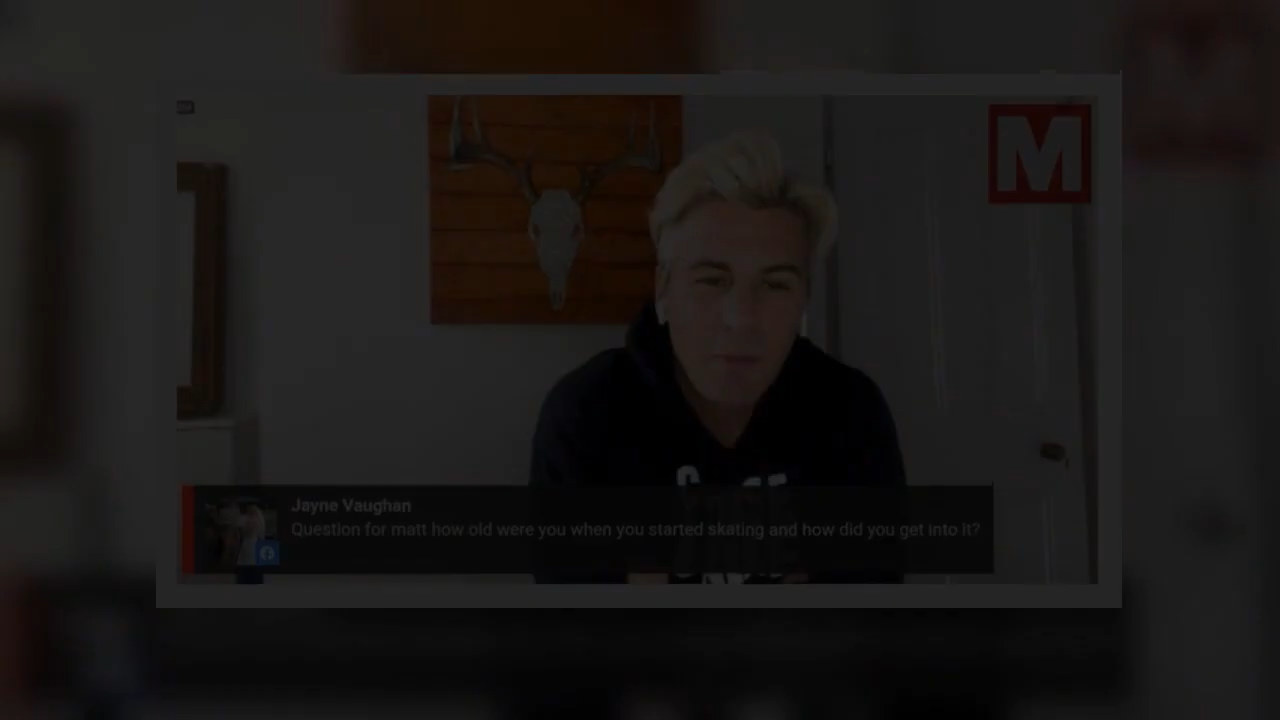 M
Jayne Vaughan
Question for matt how old were you when you started skating and how did you get into it?